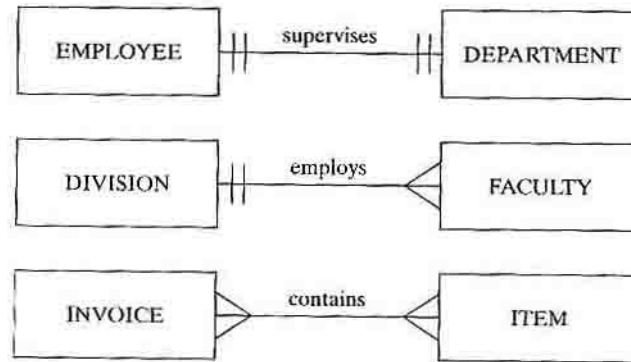 EMPLOYEE supervises DEPARTMENT
DIVISION employs FACULTY
INVOICE contains ITEM